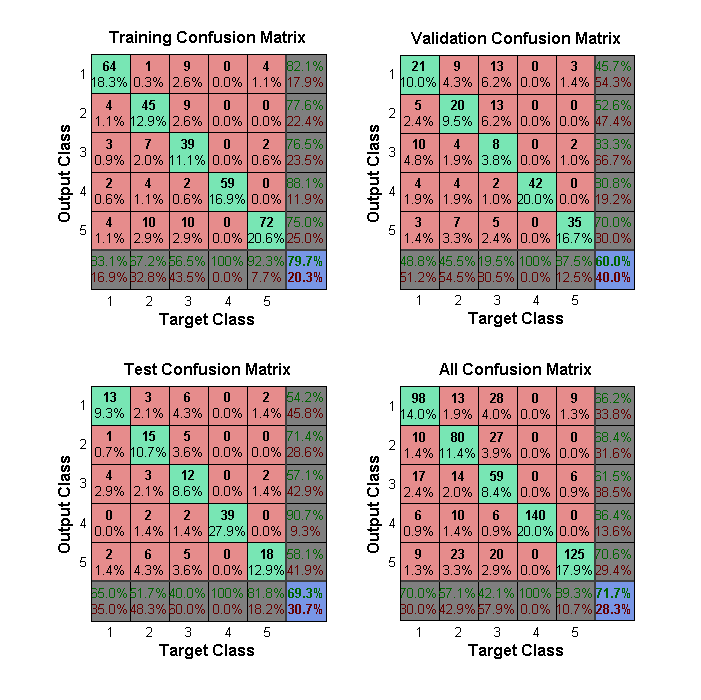 Training Confusion Matrix
64 1 9 0 4 82.1%
1
18.3% 0.3% 2.6% 0.0% 1.1% 17.9%
4 45 9 0 0 77.6%
2
1.1% 12.9% 2.6% 0.0% 0.0% 22.4%
3 7 39 0 2 76.5%
3
0.9% 2.0% 11.1% 0.0% 0.6% 23.5%
2 4 2 59 0 88.1%
4
0.6% 1.1% 0.6% 16.9% 0.0% 11.9%
4 10 10 0 72 75.0%
5
1.1% 2.9% 2.9% 0.0% 20.6% 25.0%
83.1% 67.2% 56.5% 100% 92.3% 79.7%
16.9% 32.8% 43.5% 0.0% 7.7% 20.3%
1 2 3 4 5
Target Class
Output Class
Validation Confusion Matrix
21 9 13 0 3 45.7%
1
10.0% 4.3% 6.2% 0.0% 1.4% 54.3%
5 20 13 0 0 52.6%
2
2.4% 9.5% 6.2% 0.0% 0.0% 47.4%
10 4 8 0 2 33.3%
3
4.8% 1.9% 3.8% 0.0% 1.0% 66.7%
4 4 2 42 0 80.8%
4
1.9% 1.9% 1.0% 20.0% 0.0% 19.2%
3 7 5 0 35 70.0%
5
1.4% 3.3% 2.4% 0.0% 16.7% 30.0%
48.8% 45.5% 19.5% 100% 87.5% 60.0%
51.2% 54.5% 80.5% 0.0% 12.5% 40.0%
1 2 3 4 5
Target Class
Output Class
Test Confusion Matrix
13 3 6 0 2 54.2%
1
9.3% 2.1% 4.3% 0.0% 1.4% 45.8%
1 15 5 0 0 71.4%
2
0.7% 10.7% 3.6% 0.0% 0.0% 28.6%
4 3 12 0 2 57.1%
3
2.9% 2.1% 8.6% 0.0% 1.4% 42.9%
0 2 2 39 0 90.7%
4
0.0% 1.4% 1.4% 27.9% 0.0% 9.3%
2 6 5 0 18 58.1%
5
1.4% 4.3% 3.6% 0.0% 12.9% 41.9%
65.0% 51.7% 40.0% 100% 81.8% 69.3%
35.0% 48.3% 60.0% 0.0% 18.2% 30.7%
1 2 3 4 5
Target Class
Output Class
All Confusion Matrix
98 13 28 0 9 66.2%
1
14.0% 1.9% 4.0% 0.0% 1.3% 33.8%
10 80 27 0 0 68.4%
2
1.4% 11.4% 3.9% 0.0% 0.0% 31.6%
17 14 59 0 6 61.5%
3
2.4% 2.0% 8.4% 0.0% 0.9% 38.5%
6 10 6 140 0 86.4%
4
0.9% 1.4% 0.9% 20.0% 0.0% 13.6%
9 23 20 0 125 70.6%
5
1.3% 3.3% 2.9% 0.0% 17.9% 29.4%
70.0% 57.1% 42.1% 100% 89.3% 71.7%
30.0% 42.9% 57.9% 0.0% 10.7% 28.3%
1 2 3 4 5
Target Class
Output Class